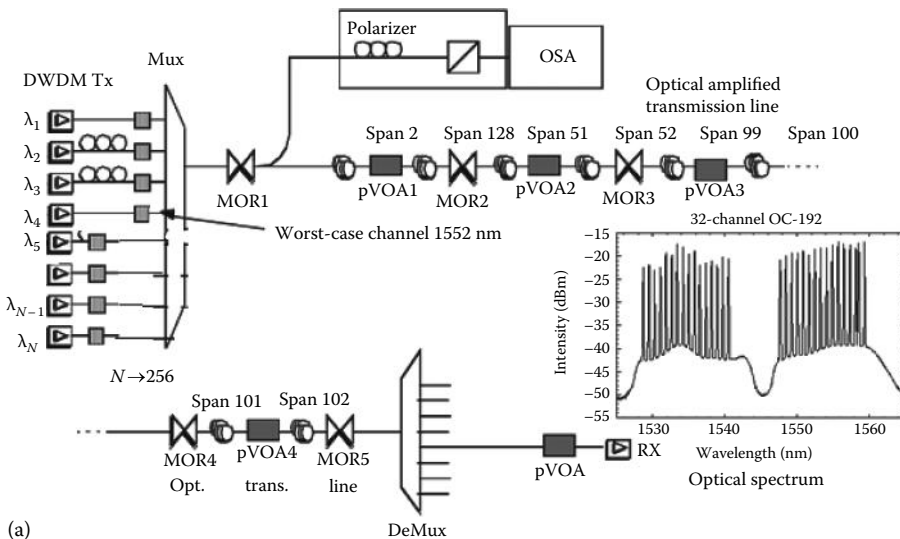 Polarizer
OSA
Mux
DWDM Tx
Optical amplified
transmission line
λ1
λ2
λ3
λ4
λ5
λN−1
λN
Span 2
Span 128
Span 51
Span 52
Span 99
Span 100
MOR1
pVOA1
MOR2
pVOA2
MOR3
pVOA3
Worst-case channel 1552 nm
N→256
32-channel OC-192
Intensity (dBm)
−15
−20
−25
−30
−35
−40
−45
−50
−55
1530
1540
1550
1560
Wavelength (nm)
Optical spectrum
Span 101
Span 102
MOR4
pVOA4
MOR5
Opt.
trans.
line
pVOA
RX
DeMux
(a)